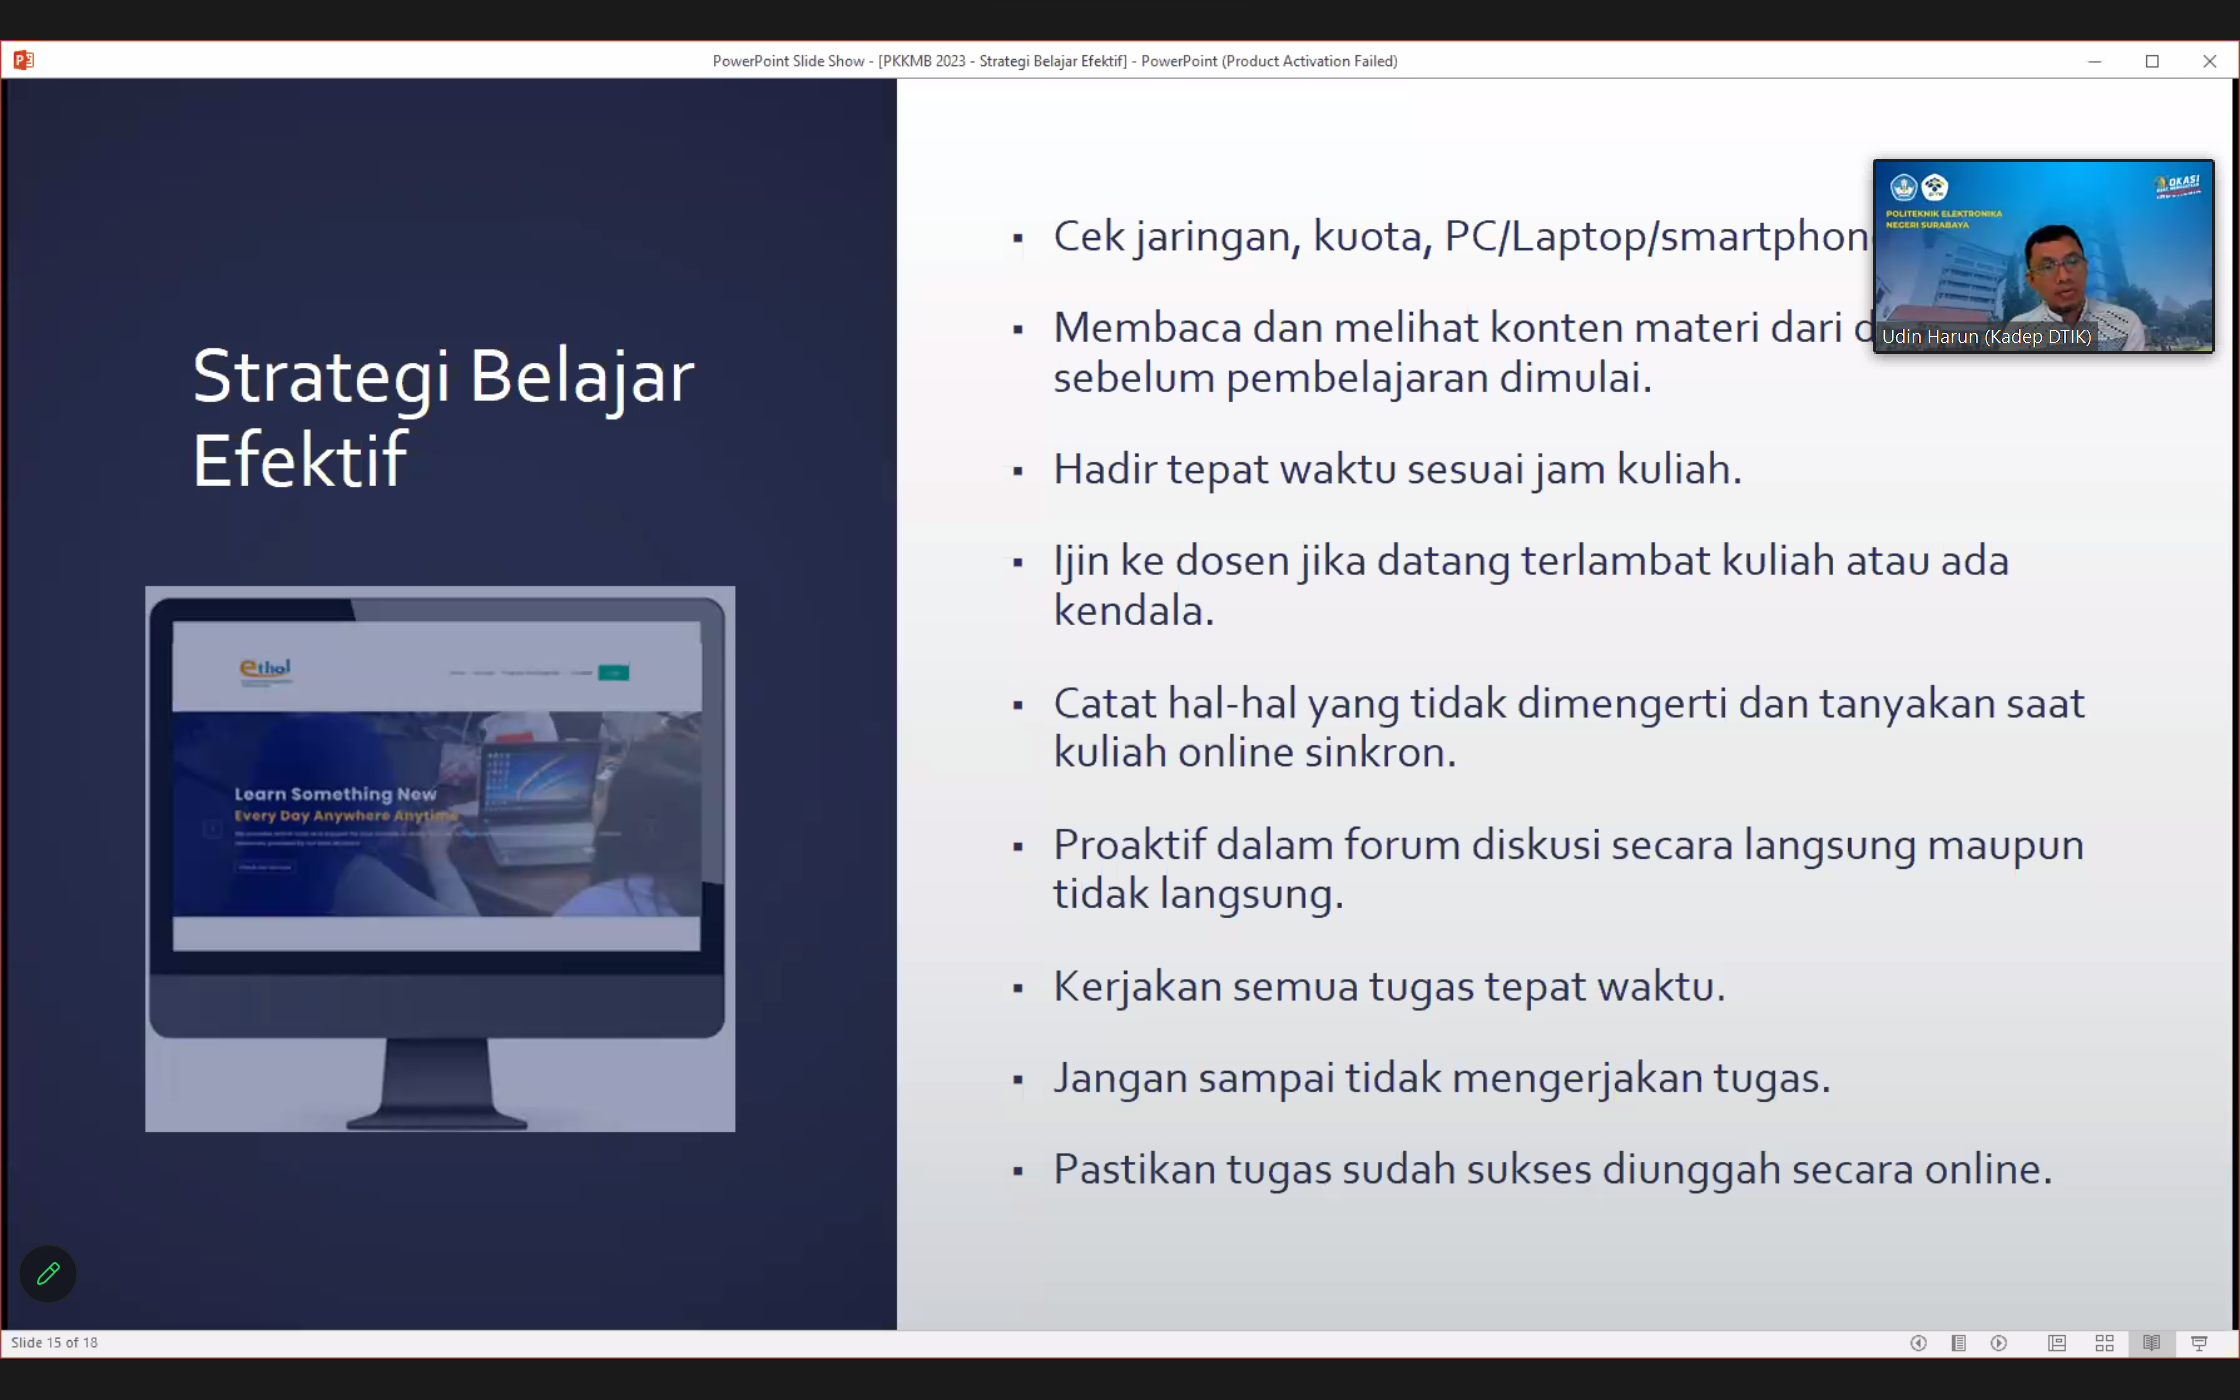 PowerPoint Slide Show - [PKKMB 2023 - Strategi Belajar Efektif] - PowerPoint (Product Activation Failed)
Strategi Belajar
Efektif
ethol
Learn Something New
Every Day Anywhere Anytime
Cek jaringan, kuota, PC/Laptop/smartphon
Membaca dan melihat konten materi dari d
sebelum pembelajaran dimulai.
Hadir tepat waktu sesuai jam kuliah.
Ijin ke dosen jika datang terlambat kuliah atau ada
kendala.
Catat hal-hal yang tidak dimengerti dan tanyakan saat
kuliah online sinkron.
Proaktif dalam forum diskusi secara langsung maupun
tidak langsung.
Kerjakan semua tugas tepat waktu.
Jangan sampai tidak mengerjakan tugas.
Pastikan tugas sudah sukses diunggah secara online.
POLITEKNIK ELEKTRONIKA
NEGERI SURABAYA
Udin Harun (Kadep DTIK)
Slide 15 of 18